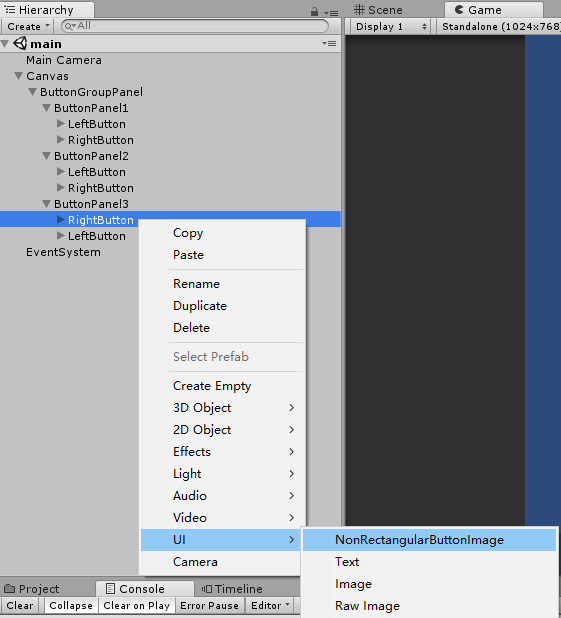 Hierarchy
Scene
Game
Create
All
Display 1
Standalone (1024x768
main
Main Camera
Canvas
ButtonGroupPanel
ButtonPanel1
LeftButton
RightButton
ButtonPanel2
LeftButton
RightButton
ButtonPanel3
RightButton
LeftButton
EventSystem
Copy
Paste
Rename
Duplicate
Delete
Select Prefab
Create Empty
3D Object
2D Object
Effects
Light
Audio
Video
UI
Camera
NonRectangularButtonImage
Text
Image
Raw Image
Project
Console
Timeline
Clear
Collapse
Clear on Play
Error Pause
Editor